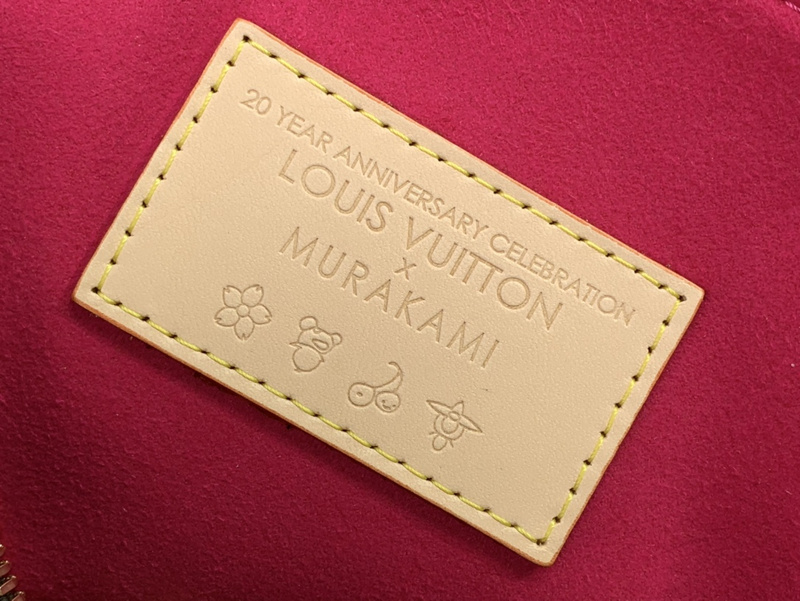 20 YEAR ANNIVERSARY CELEBRATION
LOUIS VUITTON
x
MURAKAMI